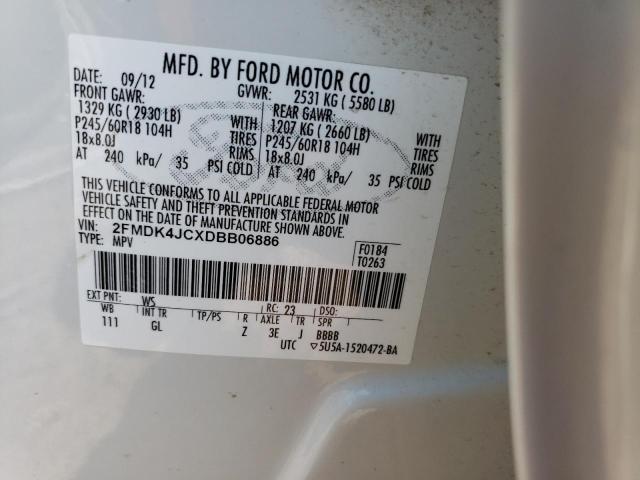 MFD. BY FORD MOTOR CO.
DATE: 09/12 GVWR: 2531 KG ( 5580 LB)
FRONT GAWR: REAR GAWR:
1329 KG ( 2930 LB) 1207 KG ( 2660 LB)
P245/60R18 104H TIRES P245/60R18 104H TIRES
18x8.0J RIMS 18x8.0J RIMS
AT 240 kPa/ 35 PSI COLD AT 240 kPa/ 35 PSI COLD
THIS VEHICLE CONFORMS TO ALL APPLICABLE FEDERAL MOTOR
VEHICLE SAFETY AND THEFT PREVENTION STANDARDS IN
EFFECT ON THE DATE OF MANUFACTURE SHOWN ABOVE.
VIN: 2FMDK4JCXDBB06886
TYPE: MPV
F0184
T0263
EXT PNT: WS RC: 23 DSO:
WB INT TR TP/PS R AXLE TR SPR
111 GL Z 3E J BBBB
UTC ▽5U5A-1520472-BA